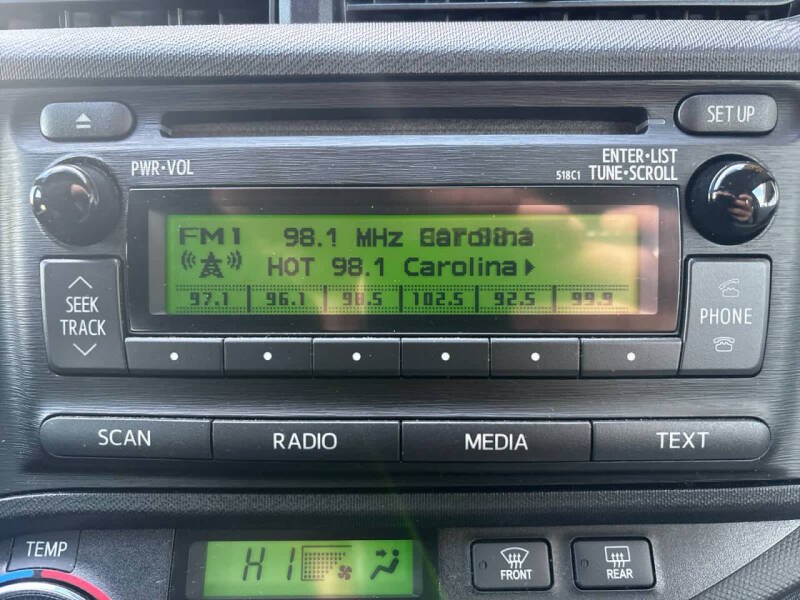 SET UP
PWR•VOL
ENTER•LIST
518C1 TUNE•SCROLL
FM1 98.1 MHz
HOT 98.1 Carolina
SEEK
TRACK
PHONE
97.1 96.1 98.5 102.5 92.5 99.9
SCAN RADIO MEDIA TEXT
TEMP
HI
FRONT
REAR